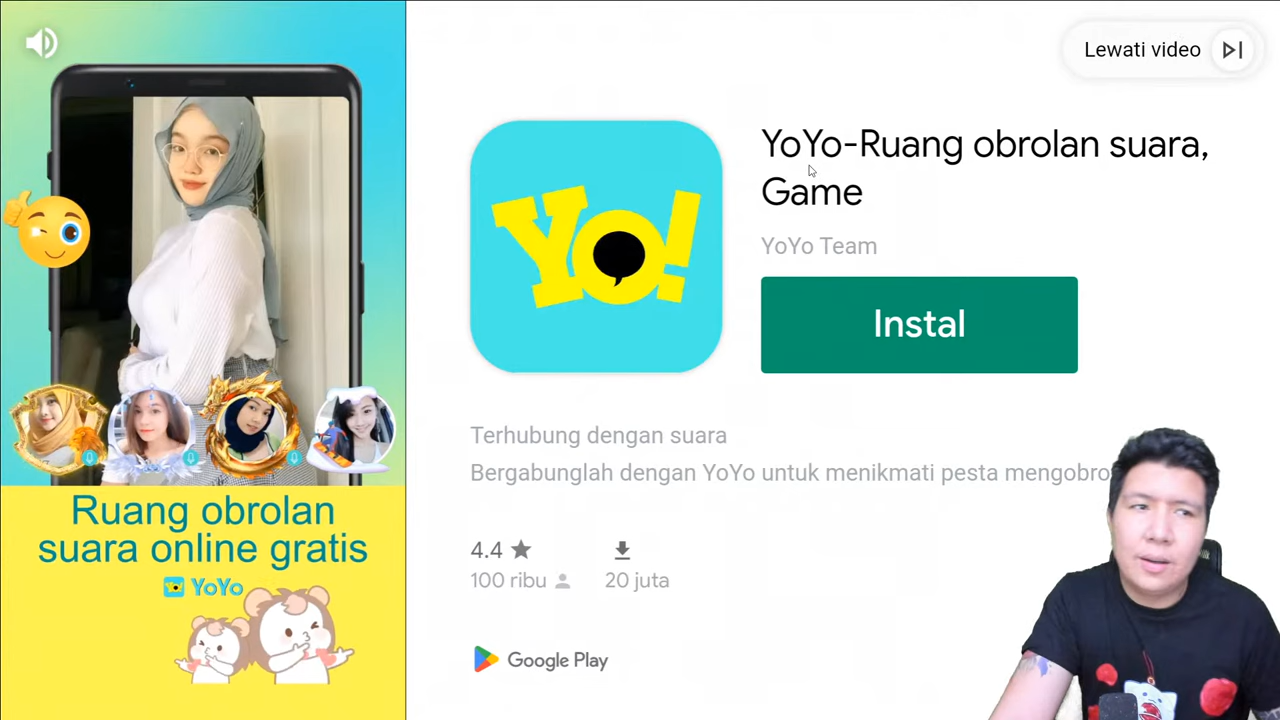 Lewati video
YoYo-Ruang obrolan suara,
Game
YoYo Team
Yo!
Instal
Terhubung dengan suara
Bergabunglah dengan YoYo untuk menikmati pesta
4.4
100 ribu
20 juta
Google Play
Ruang obrolan
suara online gratis
YoYo